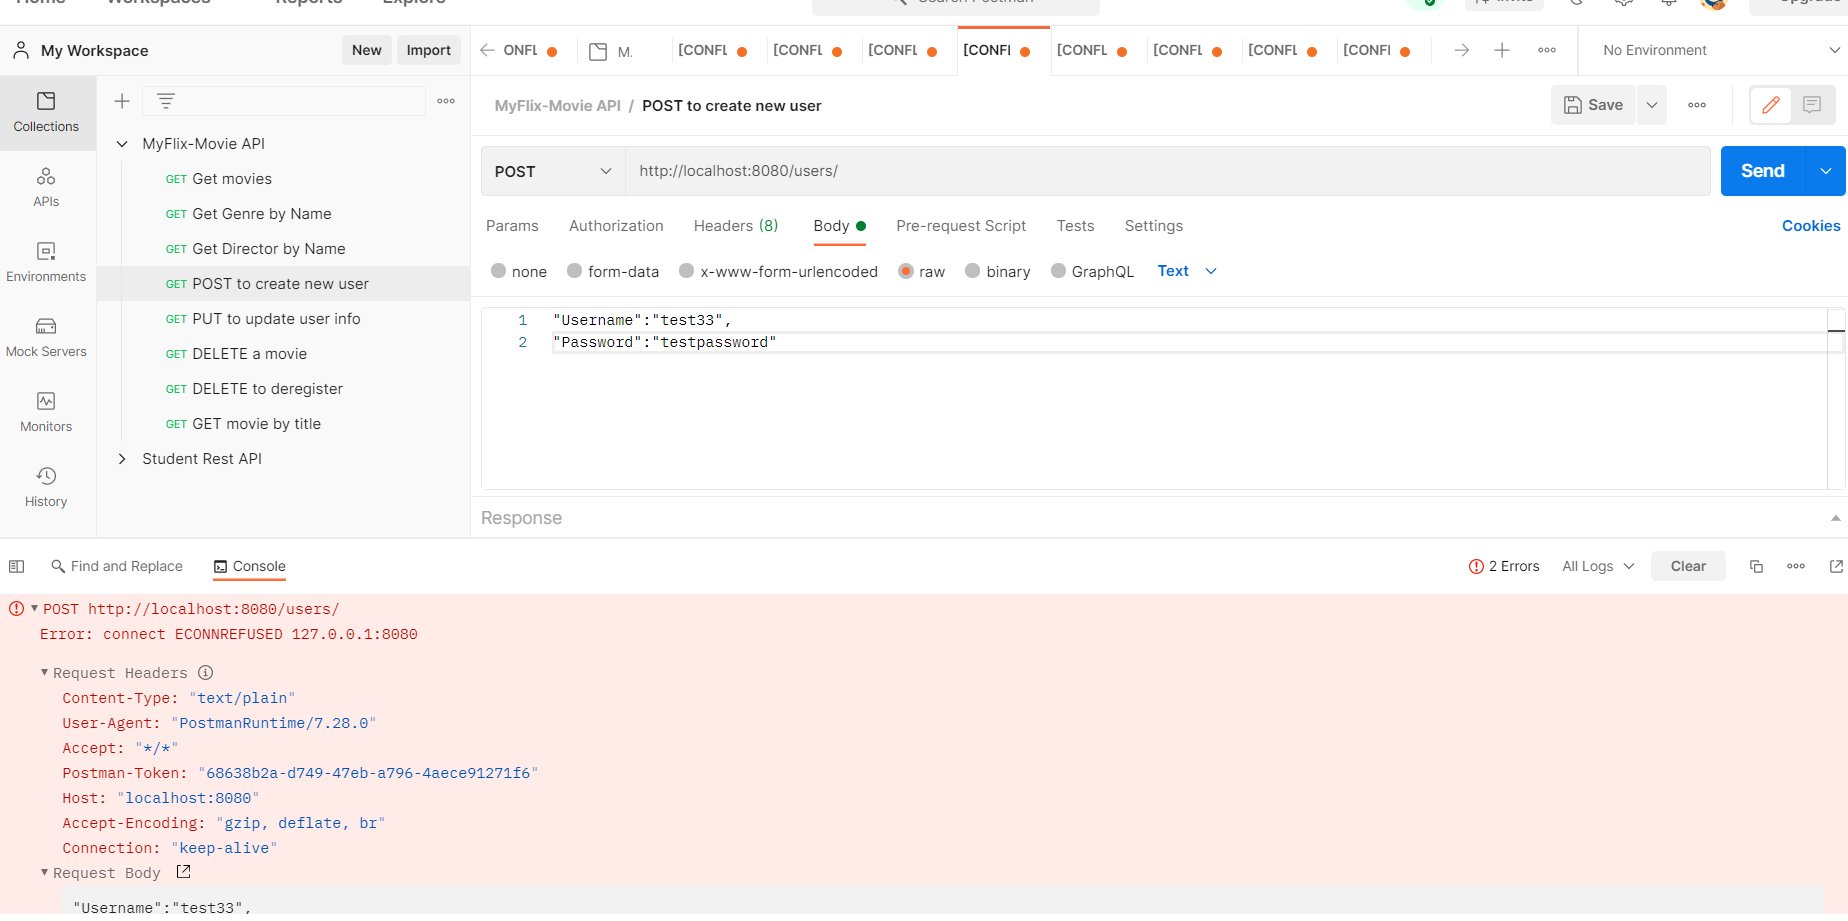 Home Workspaces Reports Explore Search Postman Invite Upgrade
My Workspace New Import
ONFL M. [CONFL [CONFL [CONFL [CONFI [CONFL [CONFL [CONFL [CONFI No Environment
Collections
APIs
Environments
Mock Servers
Monitors
History
MyFlix-Movie API
GET Get movies
GET Get Genre by Name
GET Get Director by Name
GET POST to create new user
GET PUT to update user info
GET DELETE a movie
GET DELETE to deregister
GET GET movie by title
Student Rest API
MyFlix-Movie API / POST to create new user Save
POST http://localhost:8080/users/ Send
Params Authorization Headers (8) Body Pre-request Script Tests Settings Cookies
none form-data x-www-form-urlencoded raw binary GraphQL Text
1 "Username":"test33",
2 "Password":"testpassword"
Response
Find and Replace Console 2 Errors All Logs Clear
POST http://localhost:8080/users/
Error: connect ECONNREFUSED 127.0.0.1:8080
Request Headers
Content-Type: "text/plain"
User-Agent: "PostmanRuntime/7.28.0"
Accept: "*/*"
Postman-Token: "68638b2a-d749-47eb-a796-4aece91271f6"
Host: "localhost:8080"
Accept-Encoding: "gzip, deflate, br"
Connection: "keep-alive"
Request Body
"Username":"test33",